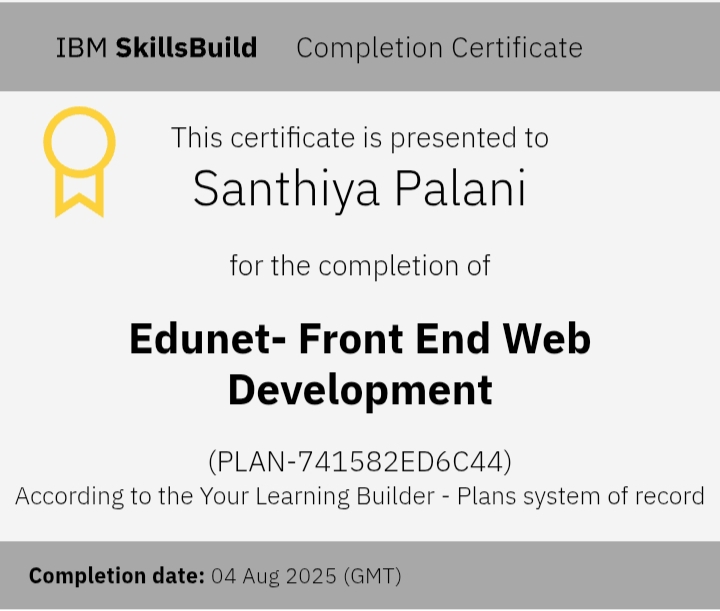 IBM SkillsBuild Completion Certificate
This certificate is presented to
Santhiya Palani
for the completion of
Edunet- Front End Web
Development
(PLAN-741582ED6C44)
According to the Your Learning Builder - Plans system of record
Completion date: 04 Aug 2025 (GMT)